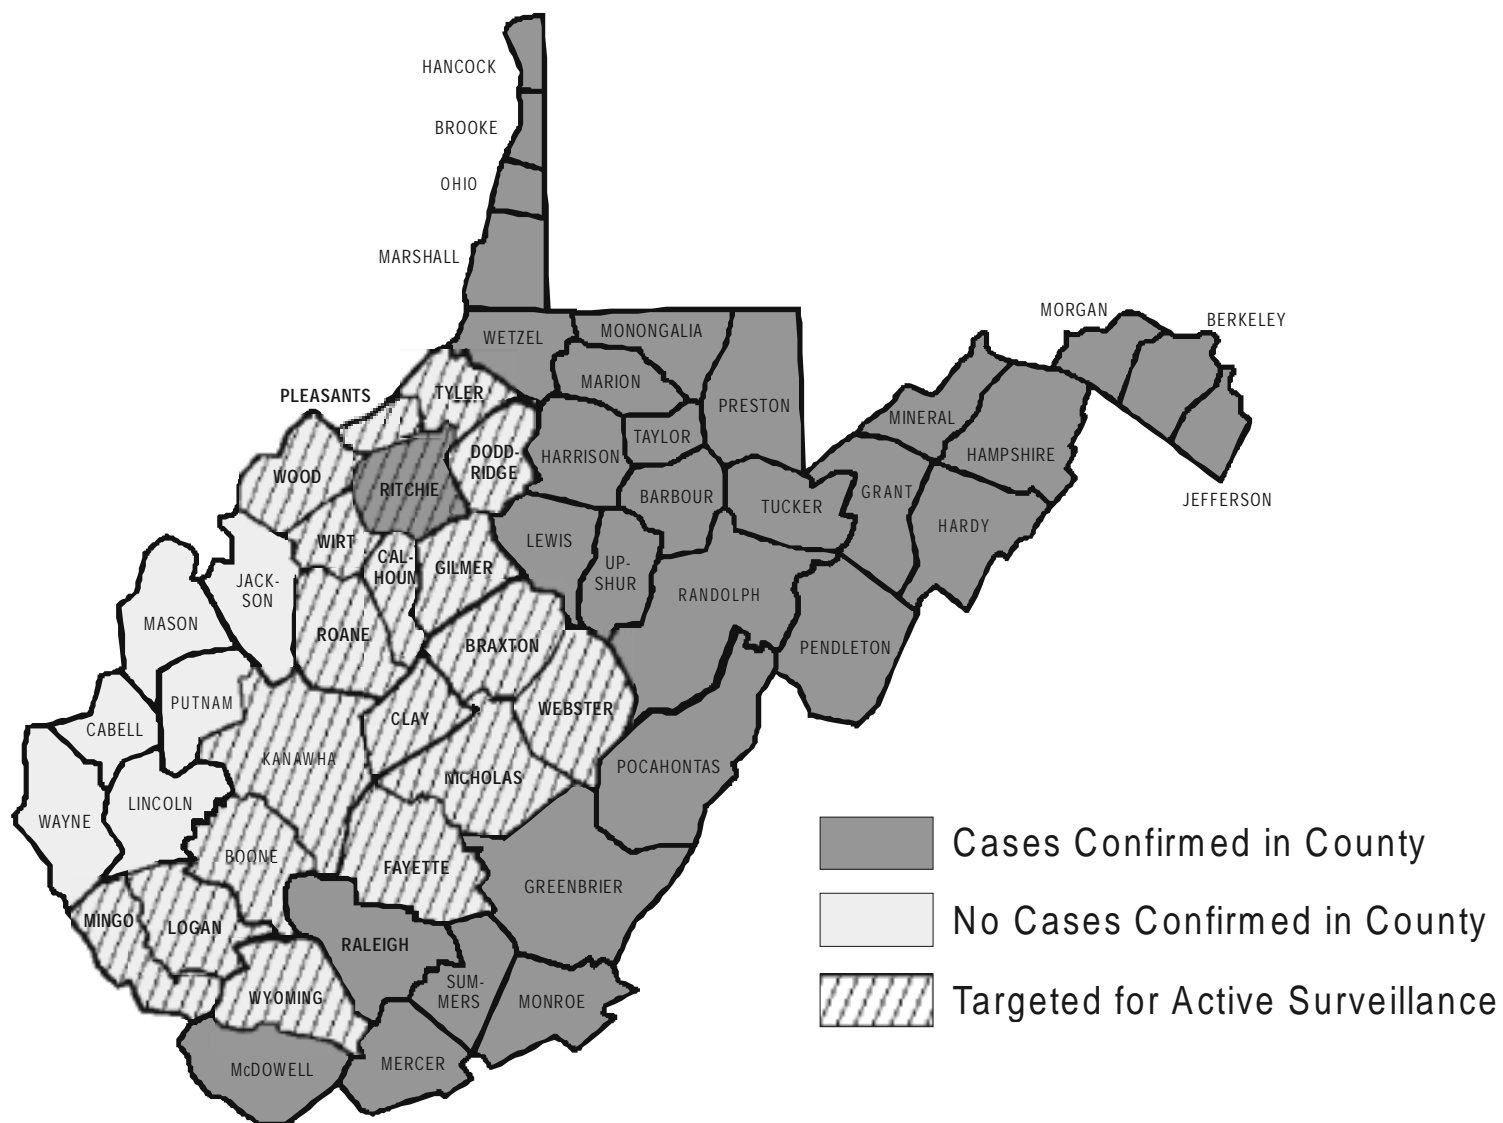 HANCOCK
BROOKE
OHIO
MARSHALL
WETZEL
MONONGALIA
MORGAN
BERKELEY
MARION
PLEASANTS
TYLER
PRESTON
MINERAL
TAYLOR
HARRISON
DODD-
RIDGE
HAMPSHIRE
WOOD
RITCHIE
BARBOUR
TUCKER
GRANT
JEFFERSON
HARDY
WIRT
CAL-
HOUN
GILMER
LEWIS
UP-
SHUR
JACK-
SON
RANDOLPH
MASON
ROANE
BRAXTON
PENDLETON
PUTNAM
CABELL
CLAY
WEBSTER
KANAWHA
NICHOLAS
POCAHONTAS
LINCOLN
WAYNE
BOONE
FAYETTE
GREENBRIER
MINGO
LOGAN
RALEIGH
SUM-
MERS
MONROE
WYOMING
McDOWELL
MERCER
Cases Confirmed in County
No Cases Confirmed in County
Targeted for Active Surveillance